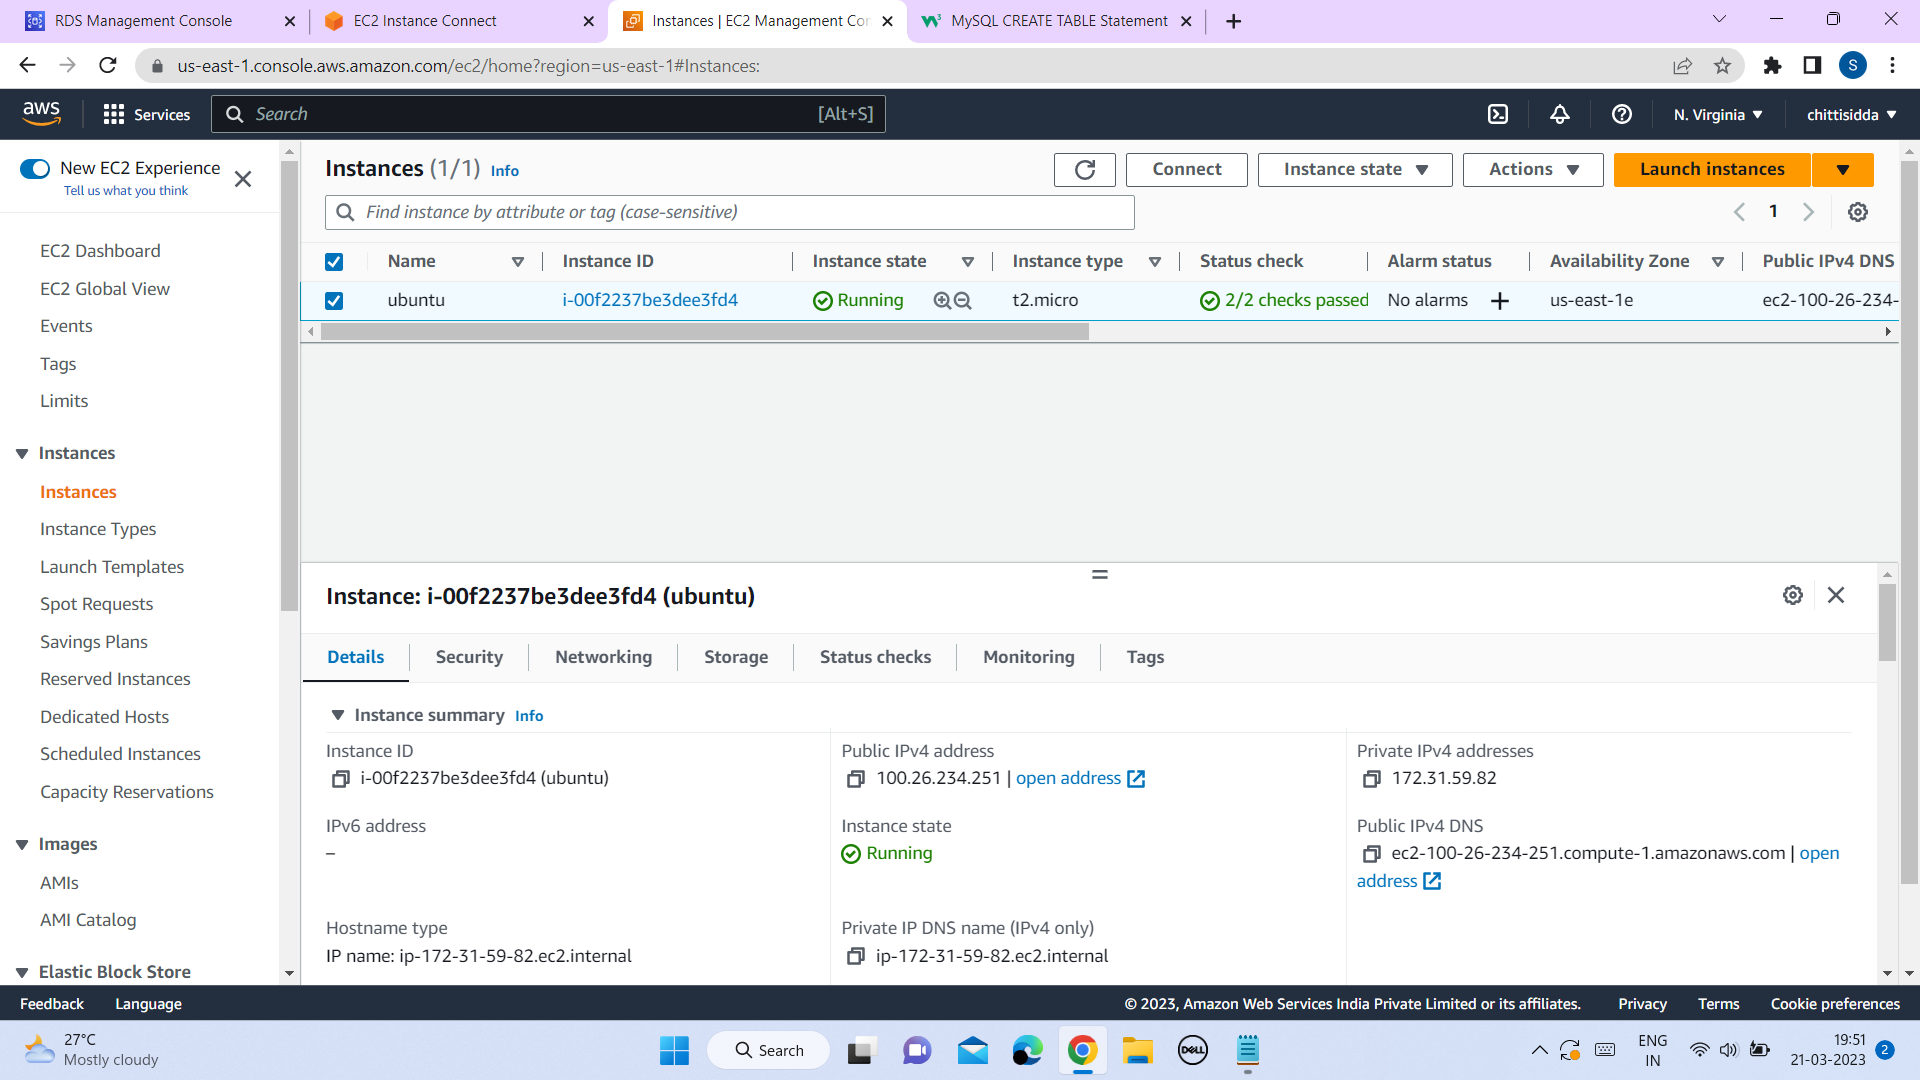 RDS Management Console
EC2 Instance Connect
Instances | EC2 Management Con
MySQL CREATE TABLE Statement
us-east-1.console.aws.amazon.com/ec2/home?region=us-east-1#Instances:
S
aws
Services
Search
[Alt+S]
N. Virginia
chittisidda
New EC2 Experience
Tell us what you think
EC2 Dashboard
EC2 Global View
Events
Tags
Limits
Instances
Instances
Instance Types
Launch Templates
Spot Requests
Savings Plans
Reserved Instances
Dedicated Hosts
Scheduled Instances
Capacity Reservations
Images
AMIs
AMI Catalog
Elastic Block Store
Instances (1/1) Info
Connect
Instance state
Actions
Launch instances
Find instance by attribute or tag (case-sensitive)
1
Name
Instance ID
Instance state
Instance type
Status check
Alarm status
Availability Zone
Public IPv4 DNS
ubuntu
i-00f2237be3dee3fd4
Running
t2.micro
2/2 checks passed
No alarms
us-east-1e
ec2-100-26-234-
Instance: i-00f2237be3dee3fd4 (ubuntu)
Details
Security
Networking
Storage
Status checks
Monitoring
Tags
Instance summary Info
Instance ID
i-00f2237be3dee3fd4 (ubuntu)
Public IPv4 address
100.26.234.251 | open address
Private IPv4 addresses
172.31.59.82
IPv6 address
–
Instance state
Running
Public IPv4 DNS
ec2-100-26-234-251.compute-1.amazonaws.com | open
address
Hostname type
IP name: ip-172-31-59-82.ec2.internal
Private IP DNS name (IPv4 only)
ip-172-31-59-82.ec2.internal
Feedback
Language
© 2023, Amazon Web Services India Private Limited or its affiliates.
Privacy
Terms
Cookie preferences
27°C
Mostly cloudy
Search
DELL
ENG
IN
19:51
21-03-2023
2